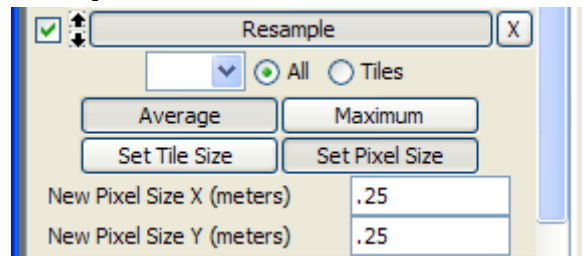 Resample X
All Tiles
Average Maximum
Set Tile Size Set Pixel Size
New Pixel Size X (meters) .25
New Pixel Size Y (meters) .25